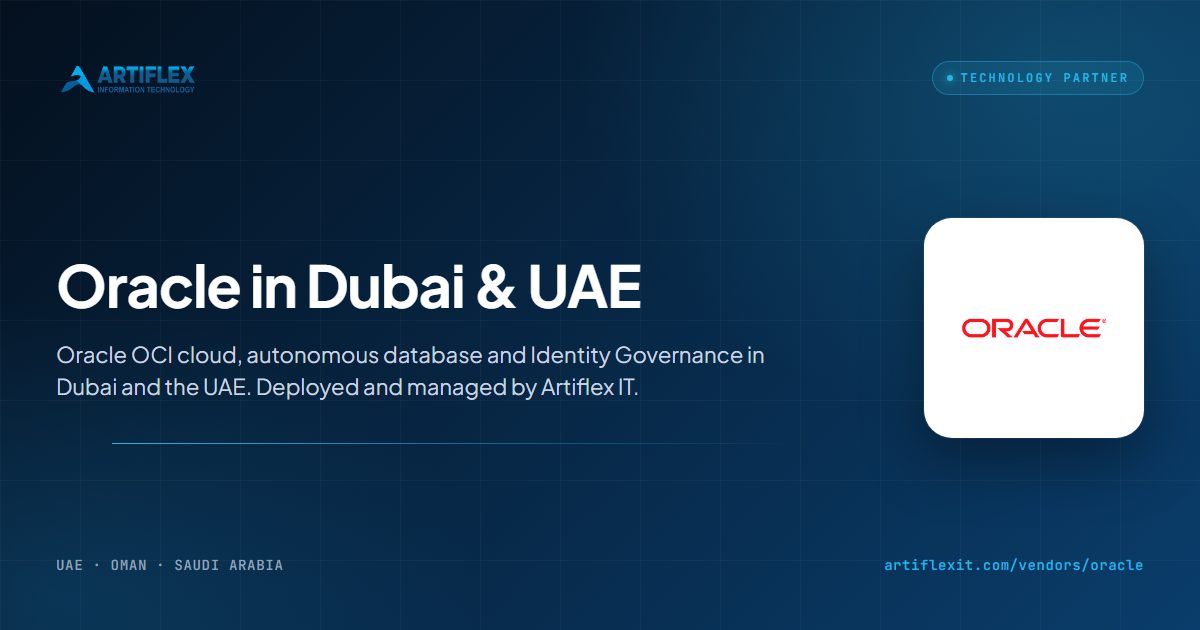 ARTIFLEX
INFORMATION TECHNOLOGY
TECHNOLOGY PARTNER
Oracle in Dubai & UAE
Oracle OCI cloud, autonomous database and Identity Governance in
Dubai and the UAE. Deployed and managed by Artiflex IT.
ORACLE
UAE · OMAN · SAUDI ARABIA
artiflexit.com/vendors/oracle